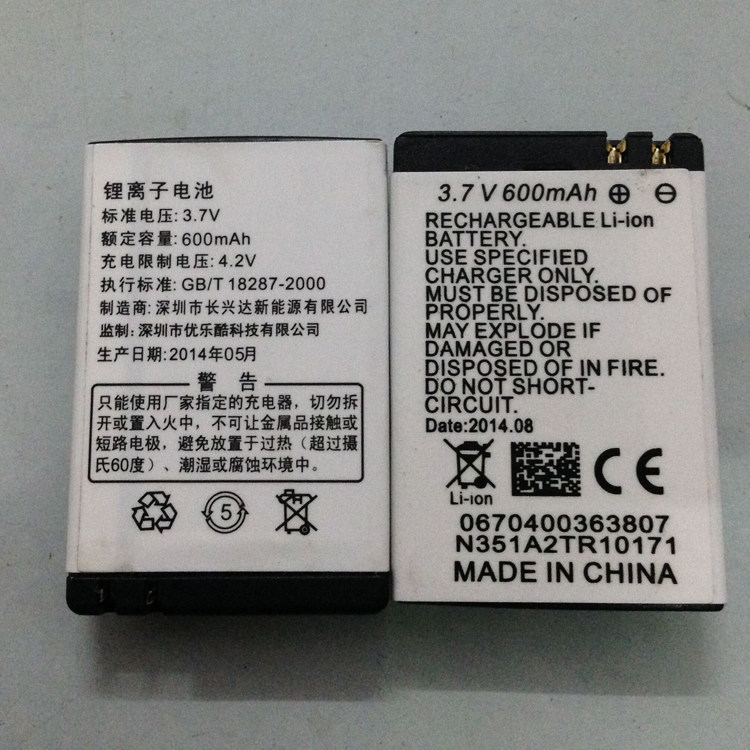 锂离子电池
标准电压: 3.7V
额定容量: 600mAh
充电限制电压: 4.2V
执行标准: GB/T 18287-2000
制造商: 深圳市长兴达新能源有限公司
监制: 深圳市优乐酷科技有限公司
生产日期: 2014年05月
警 告
只能使用厂家指定的充电器, 切勿拆
开或置入火中, 不可让金属品接触或
短路电极, 避免放置于过热 (超过摄
氏60度) 、潮湿或腐蚀环境中.
5
3.7 V 600mAh ⊕ ⊖
RECHARGEABLE Li-ion
BATTERY.
USE SPECIFIED
CHARGER ONLY.
MUST BE DISPOSED OF
PROPERLY.
MAY EXPLODE IF
DAMAGED OR
DISPOSED OF IN FIRE.
DO NOT SHORT-
CIRCUIT.
Date:2014.08
Li-ion
CE
0670400363807
N351A2TR10171
MADE IN CHINA